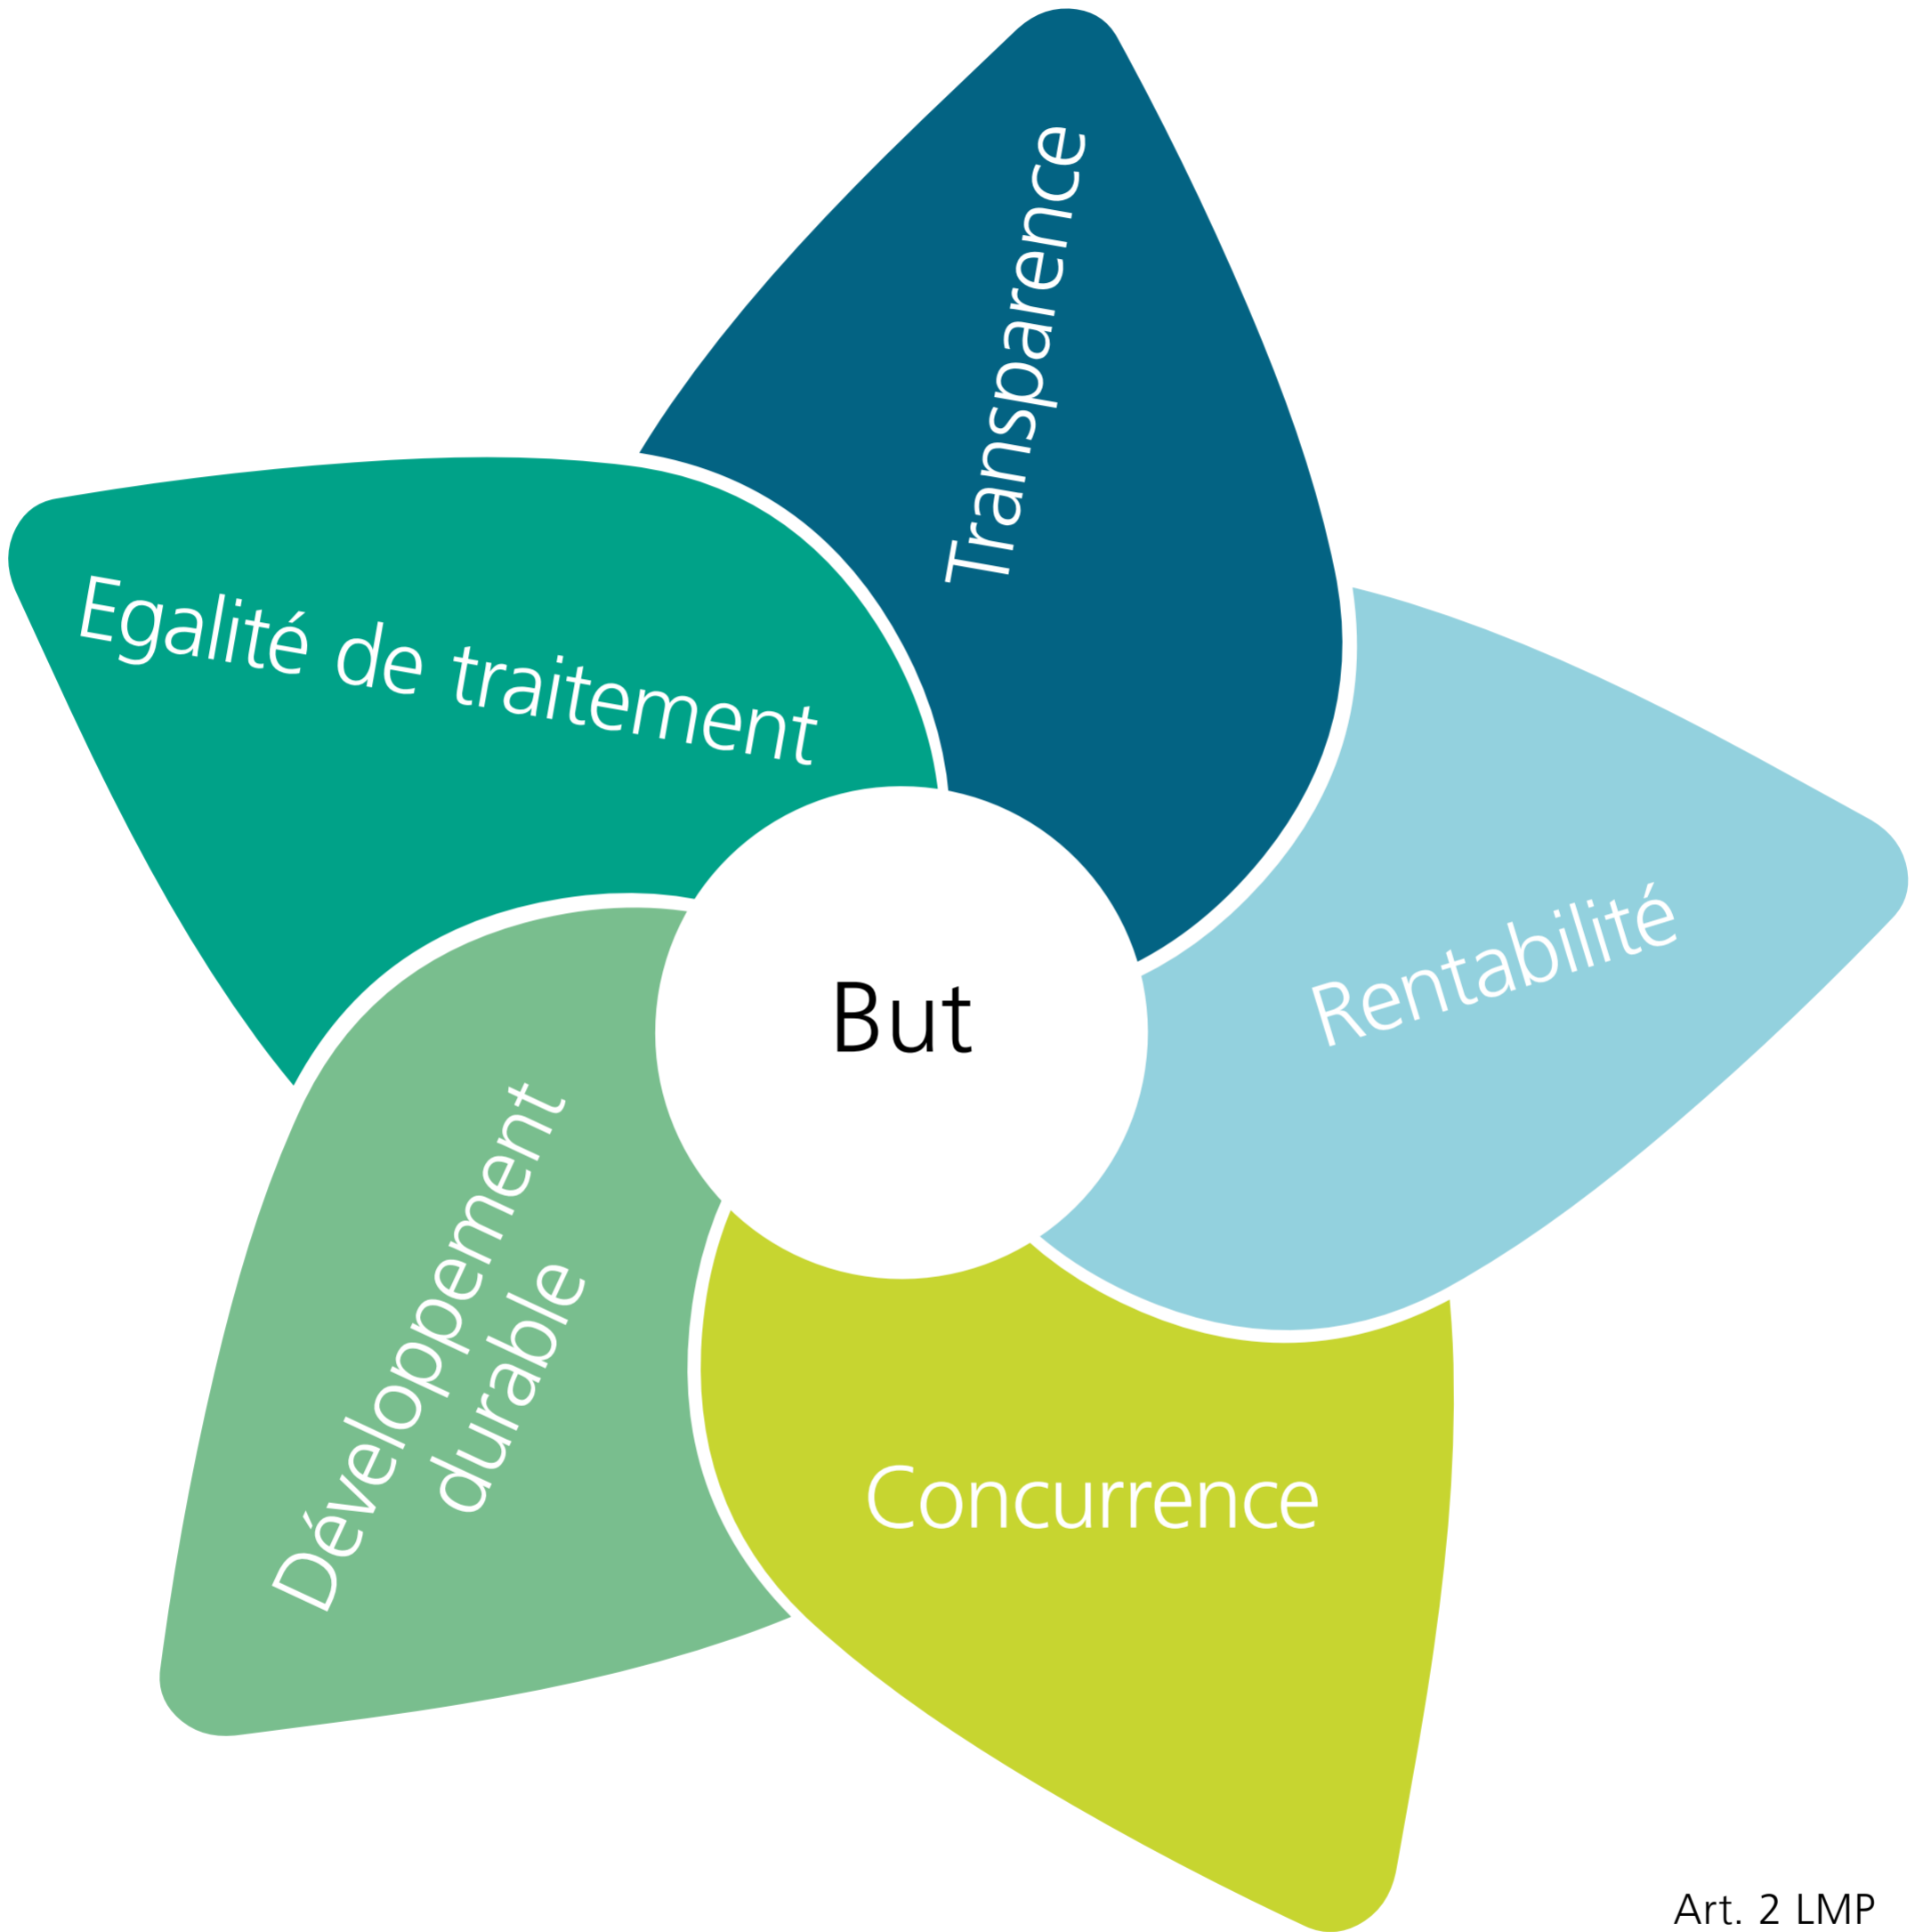 Transparence
Egalité de traitement
Rentabilité
But
Développement
durable
Concurrence
Art. 2 LMP